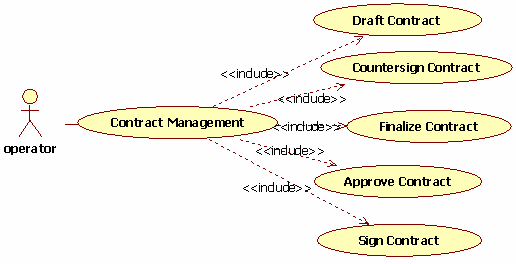 Draft Contract
<<include>>
Countersign Contract
<<include>>
Contract Management
<<include>>
Finalize Contract
operator
<<include>>
Approve Contract
<<include>>
Sign Contract